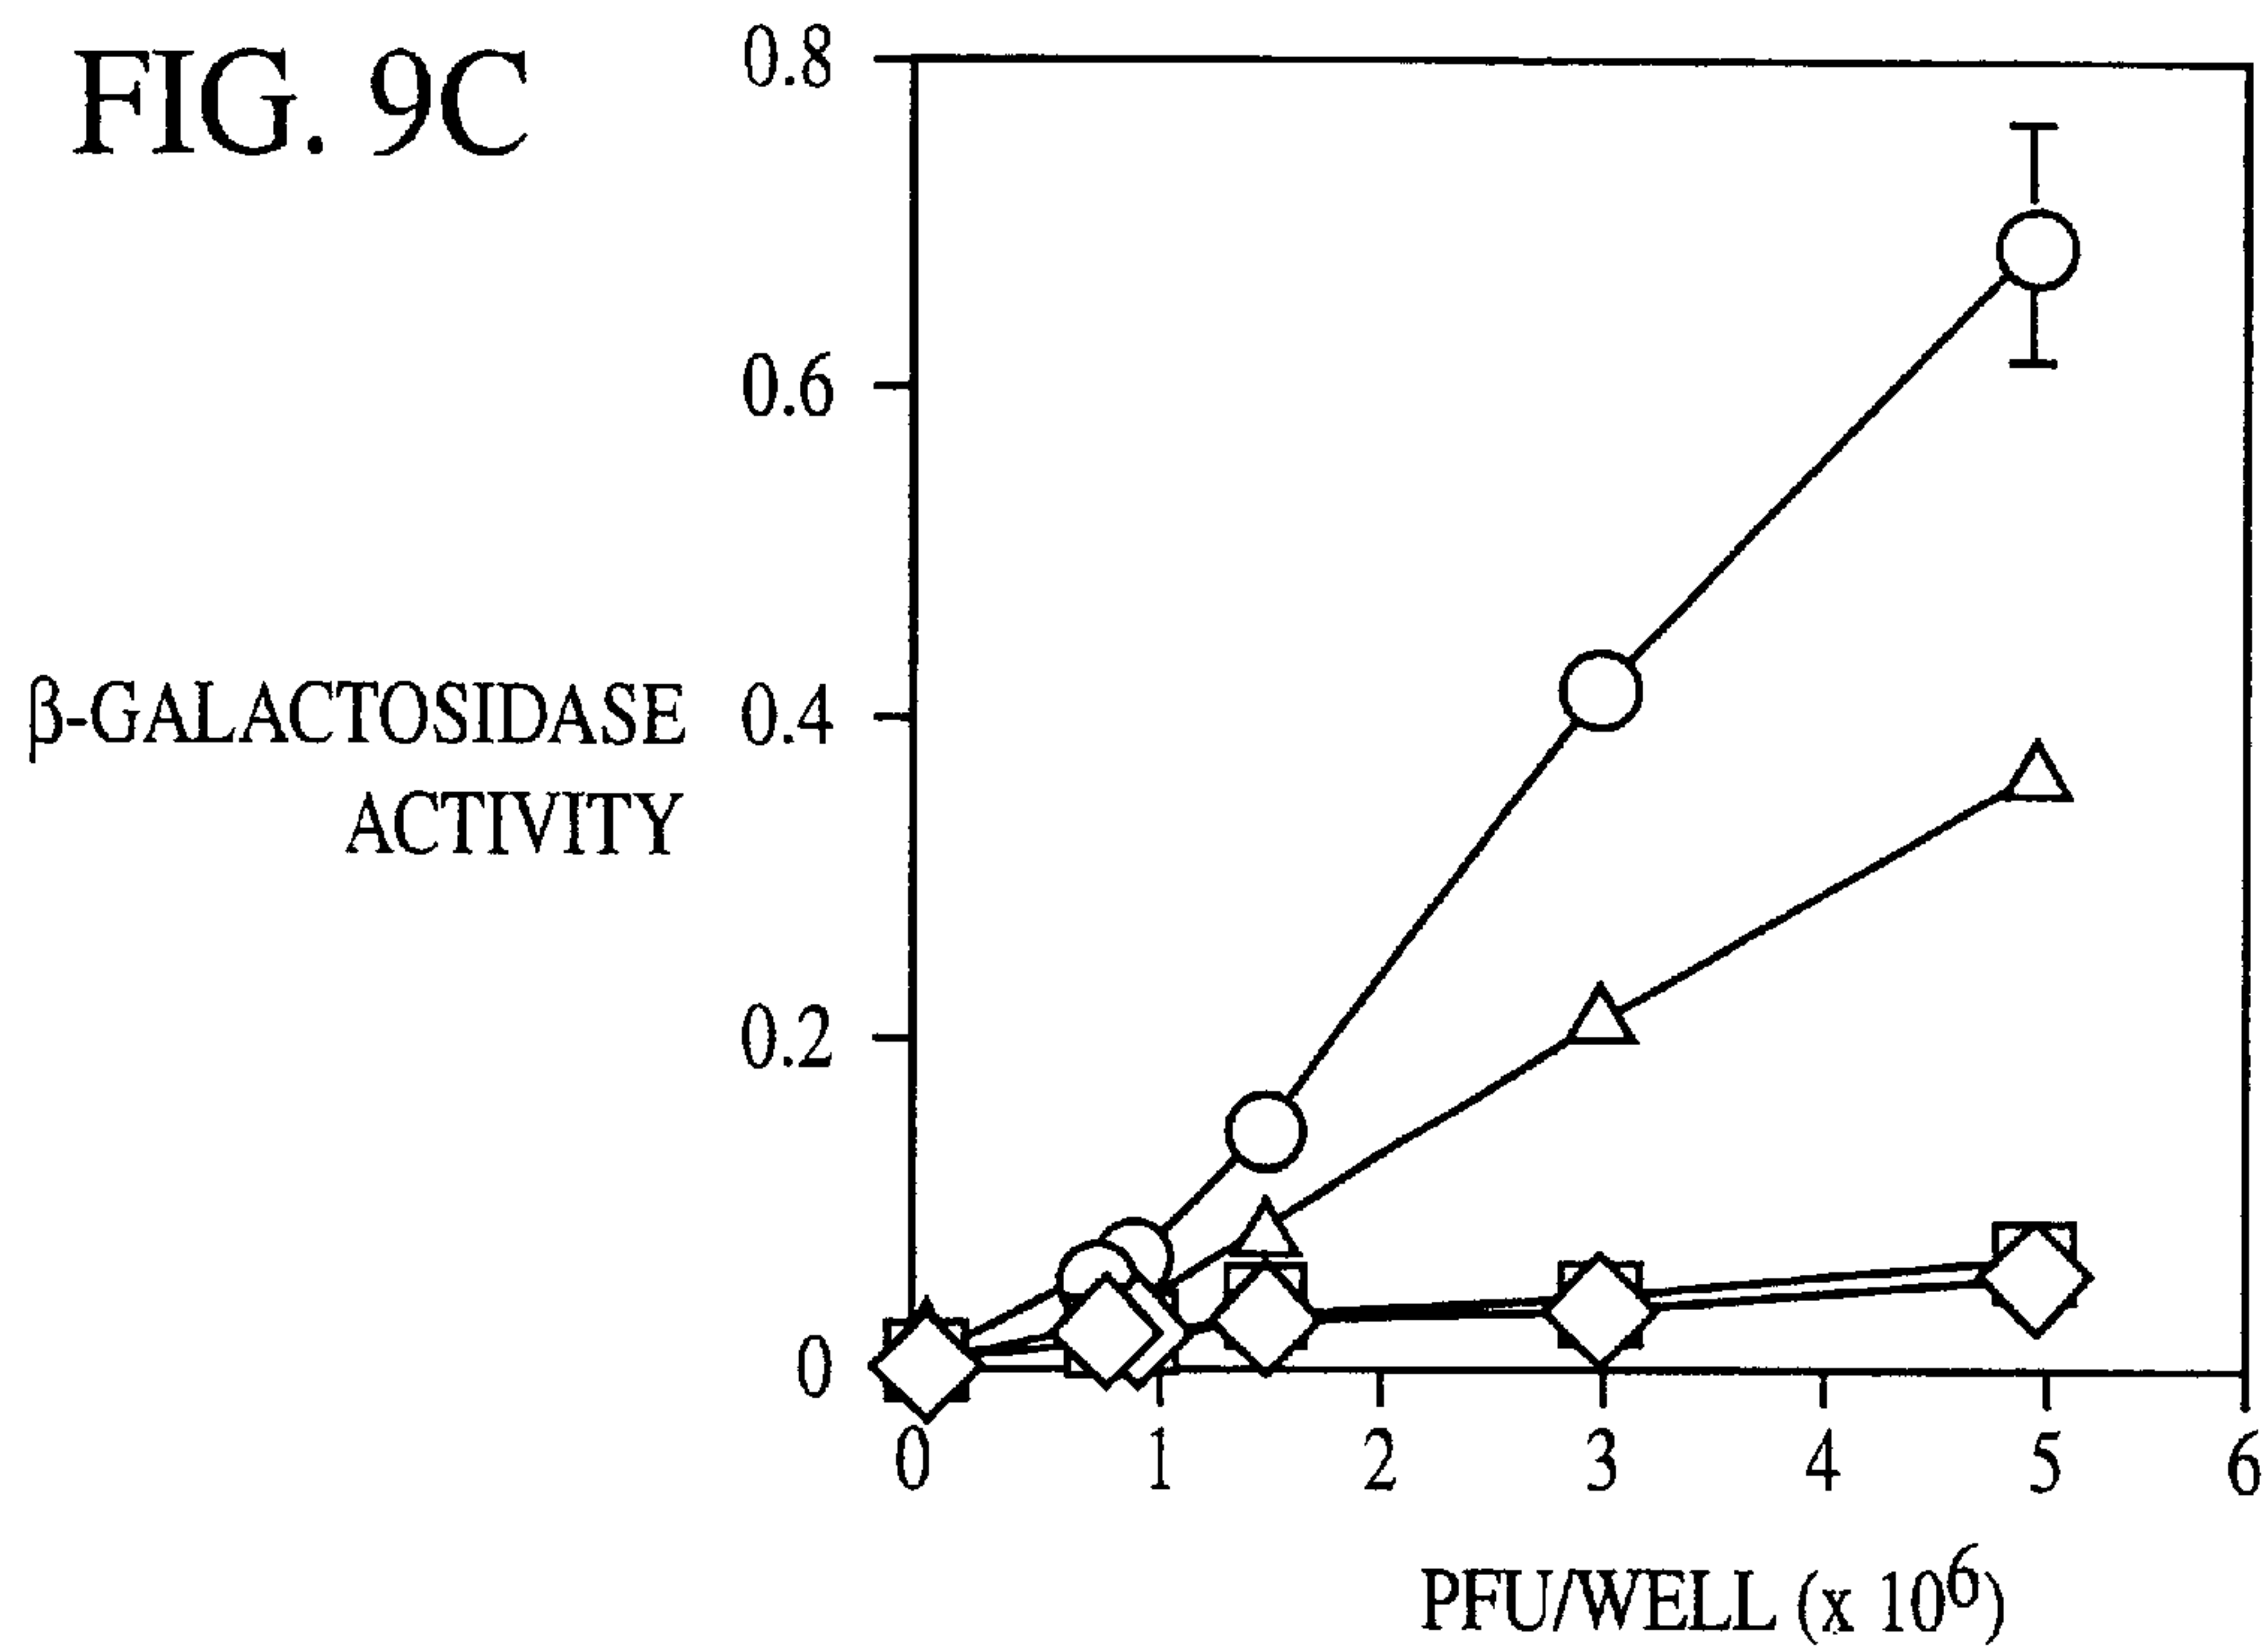 FIG. 9C
0.8
0.6
β-GALACTOSIDASE 0.4
ACTIVITY
0.2
0
0 1 2 3 4 5 6
PFU/WELL (x 10⁶)